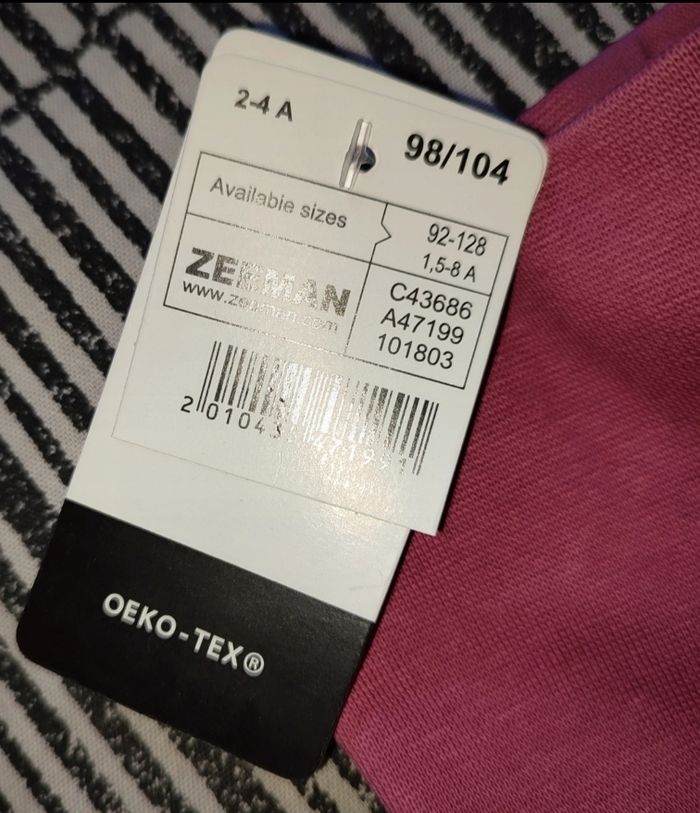 2-4 A
98/104
Available sizes
92-128
1,5-8 A
ZEEMAN
www.zeeman.com
C43686
A47199
101803
OEKO-TEX®